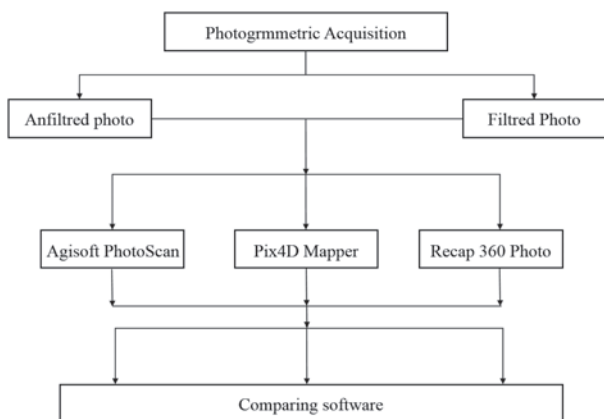 Photogrmmetric Acquisition
Anfiltred photo
Filtred Photo
Agisoft PhotoScan
Pix4D Mapper
Recap 360 Photo
Comparing software